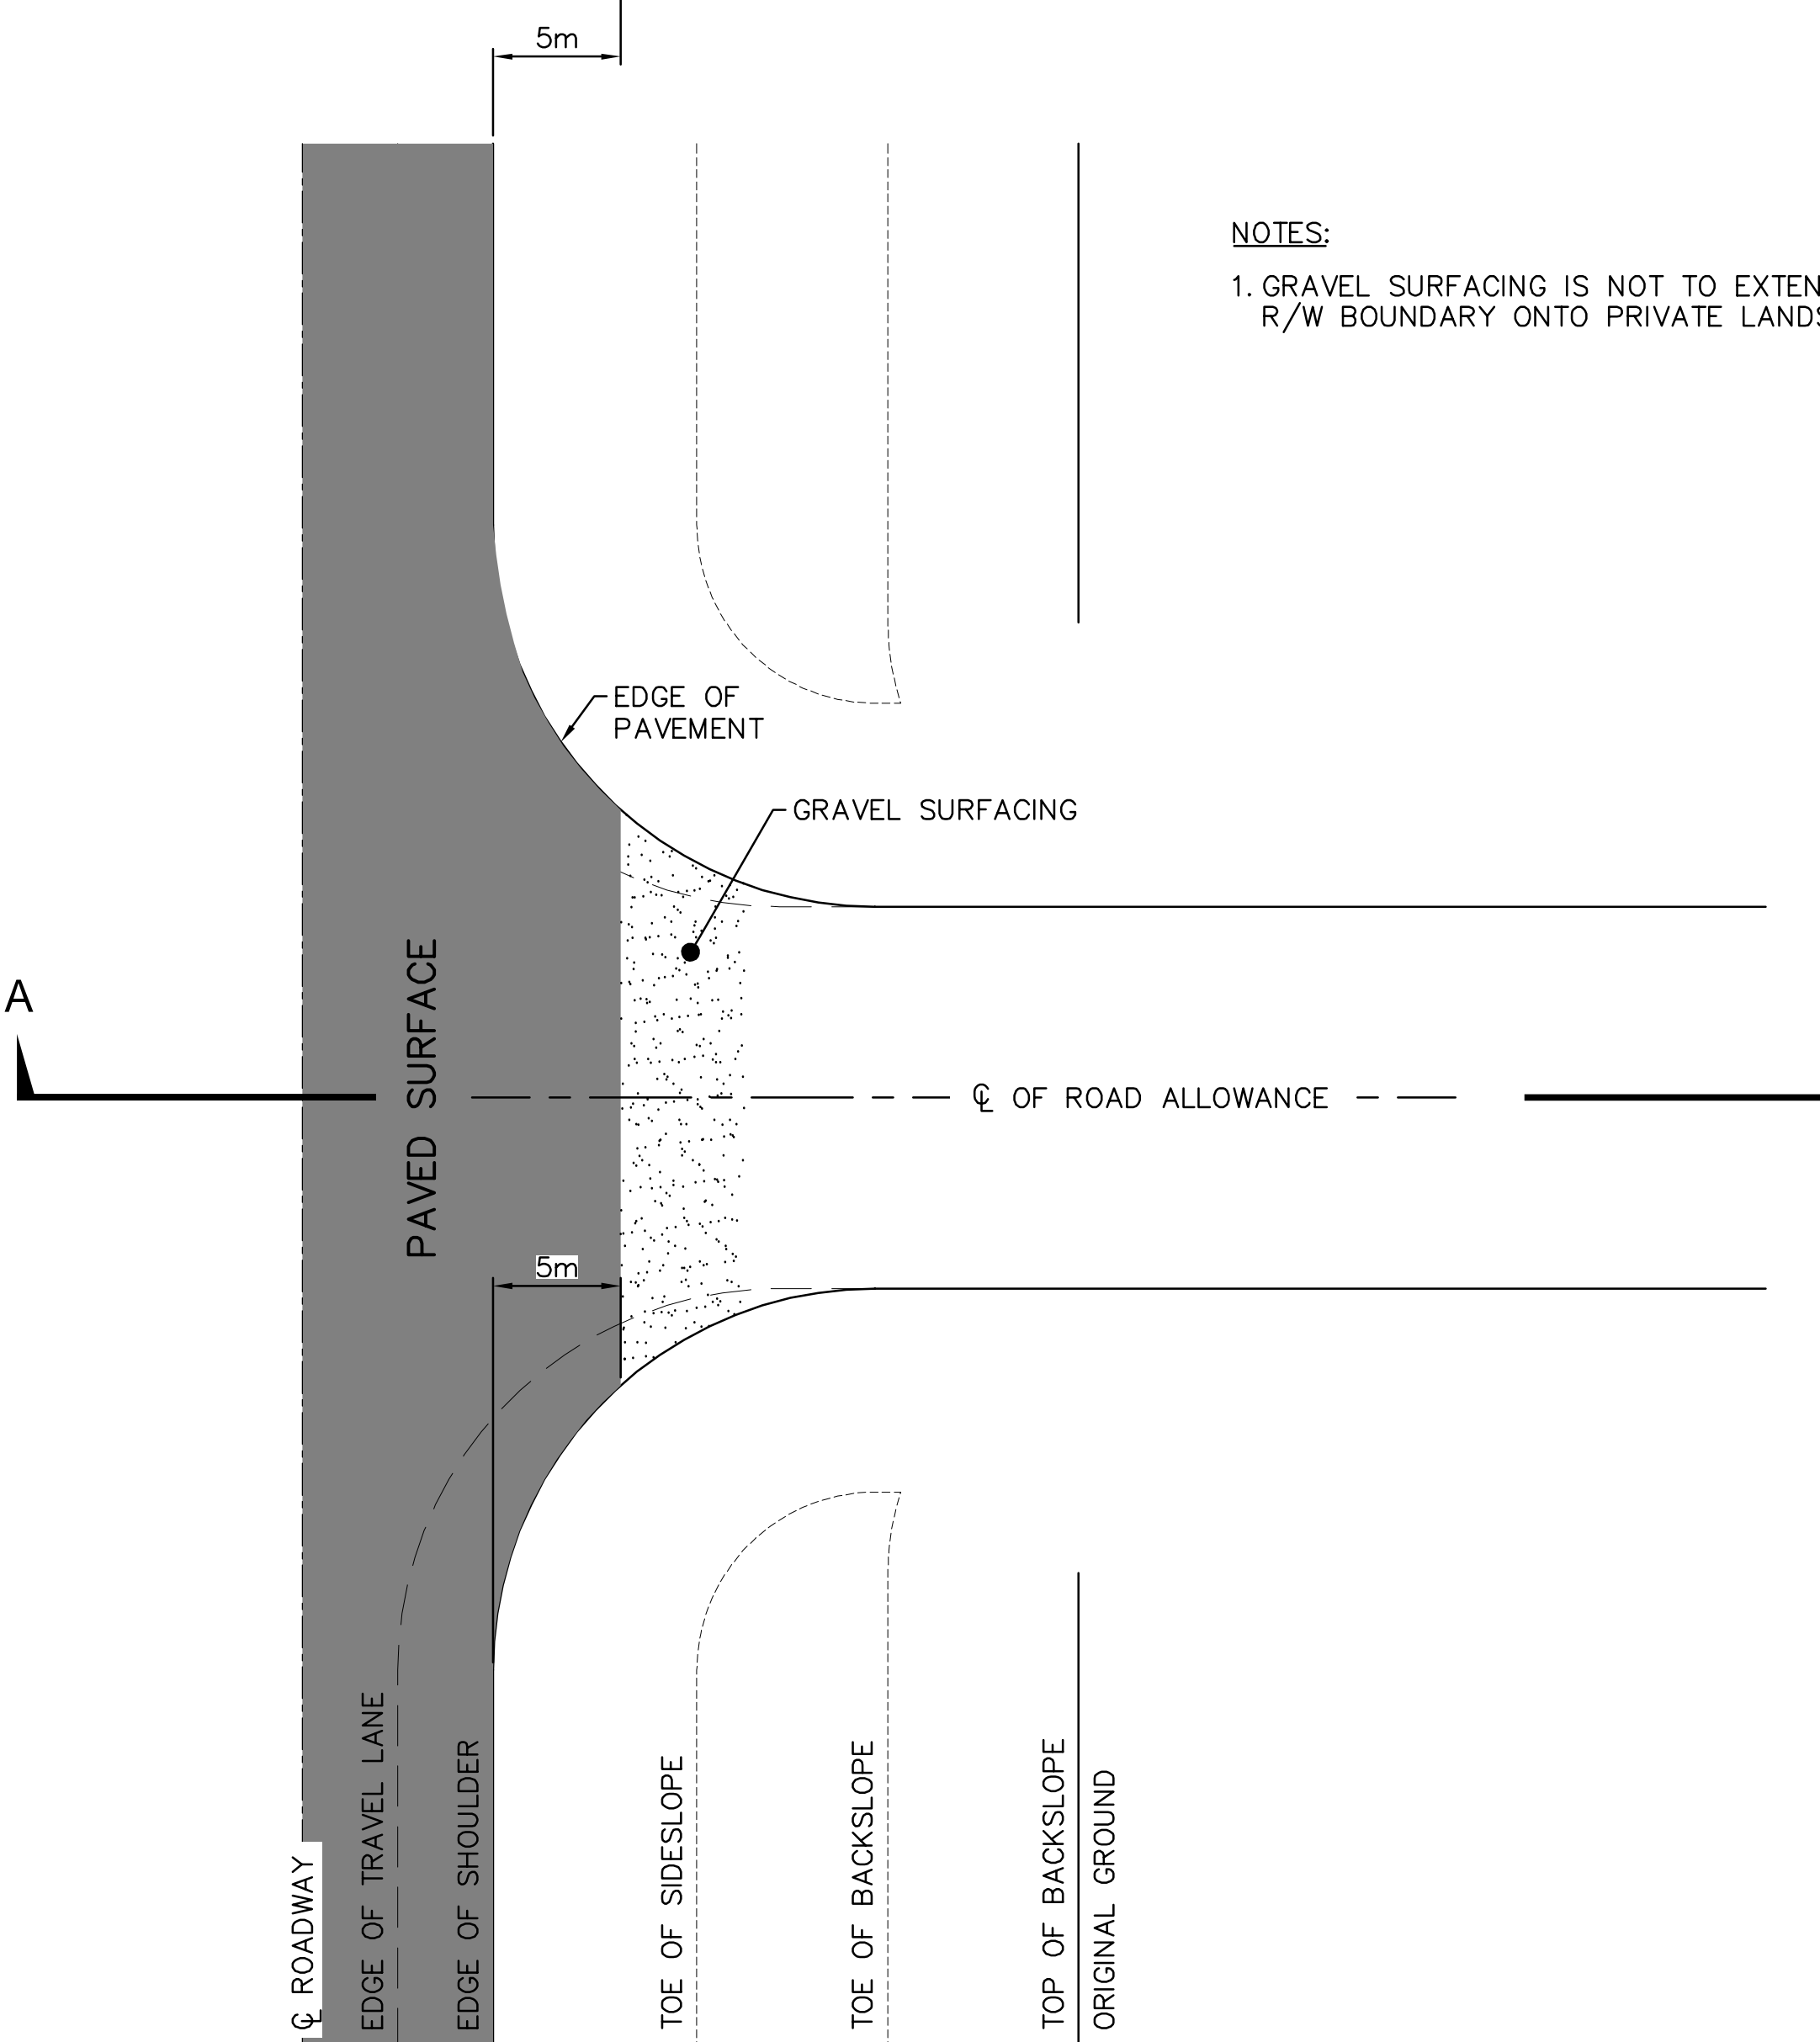 5m
NOTES:
1. GRAVEL SURFACING IS NOT TO EXTEN
R/W BOUNDARY ONTO PRIVATE LANDS
EDGE OF
PAVEMENT
GRAVEL SURFACING
A
PAVED SURFACE
℄ OF ROAD ALLOWANCE
5m
℄ ROADWAY
EDGE OF TRAVEL LANE
EDGE OF SHOULDER
TOE OF SIDESLOPE
TOE OF BACKSLOPE
TOP OF BACKSLOPE
ORIGINAL GROUND